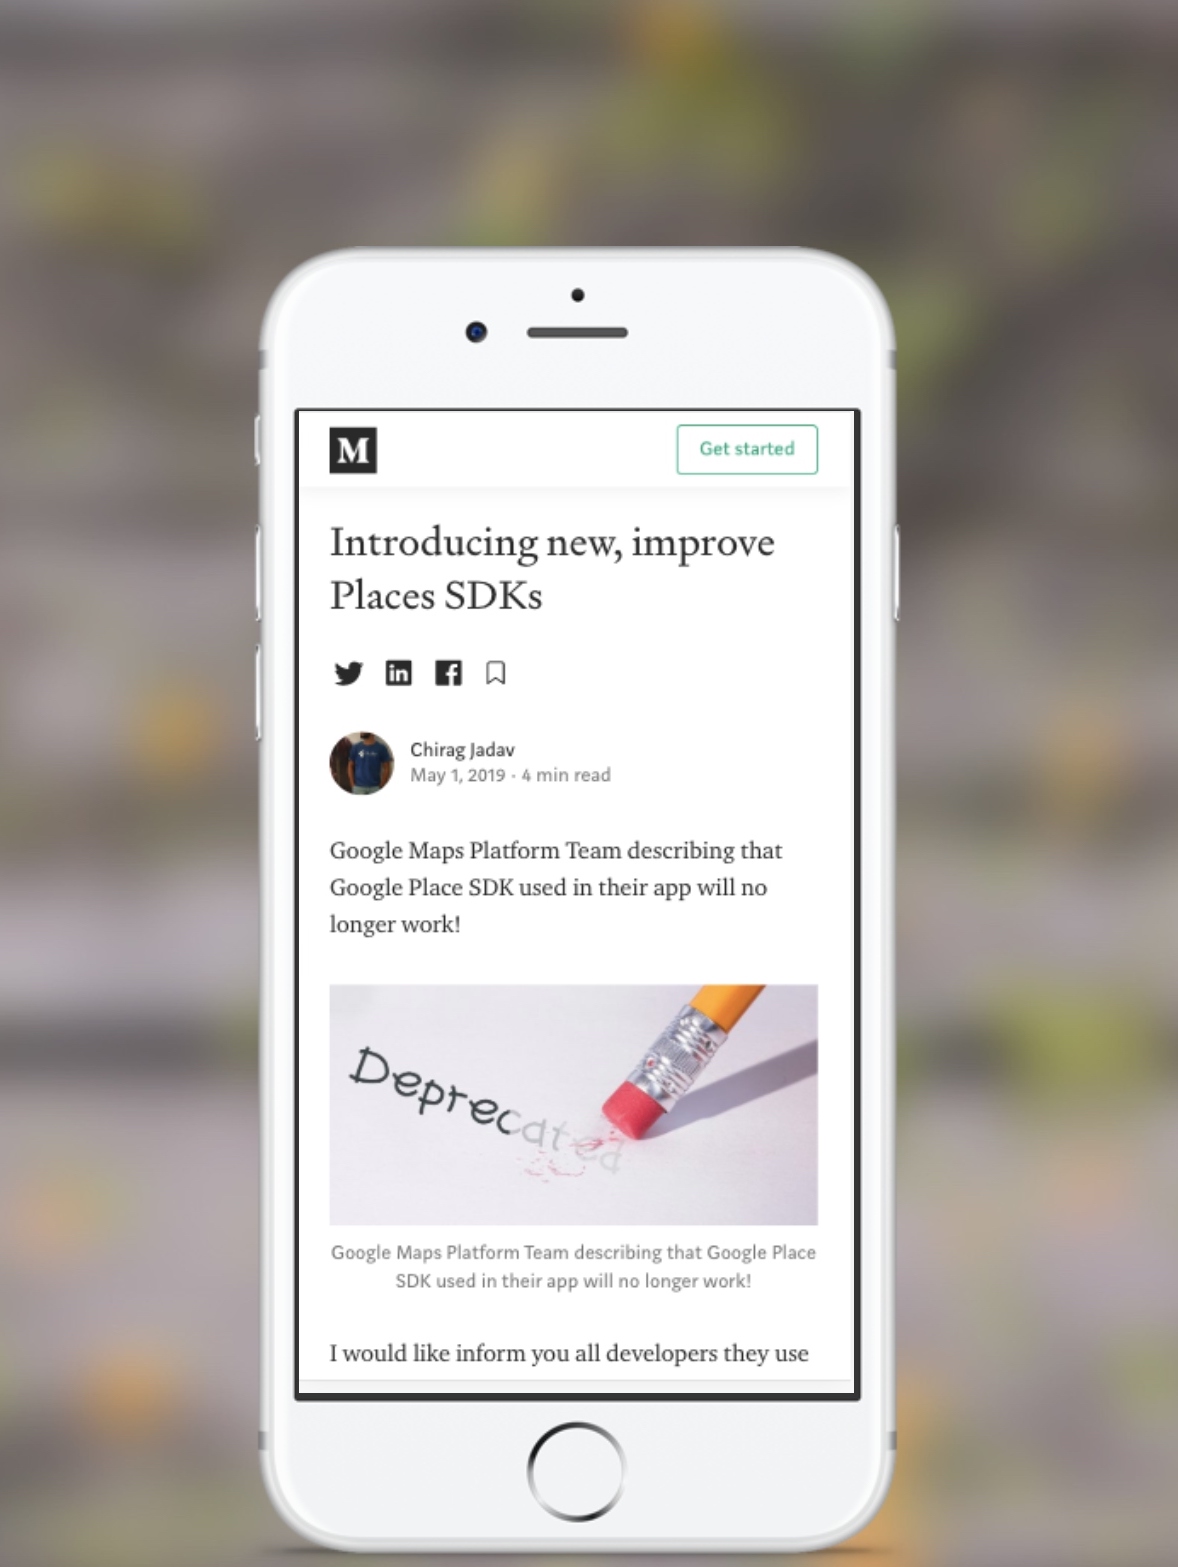 M
Get started
Introducing new, improve
Places SDKs
in f
Chirag Jadav
May 1, 2019 · 4 min read
Google Maps Platform Team describing that
Google Place SDK used in their app will no
longer work!
Deprecated
Google Maps Platform Team describing that Google Place
SDK used in their app will no longer work!
I would like inform you all developers they use